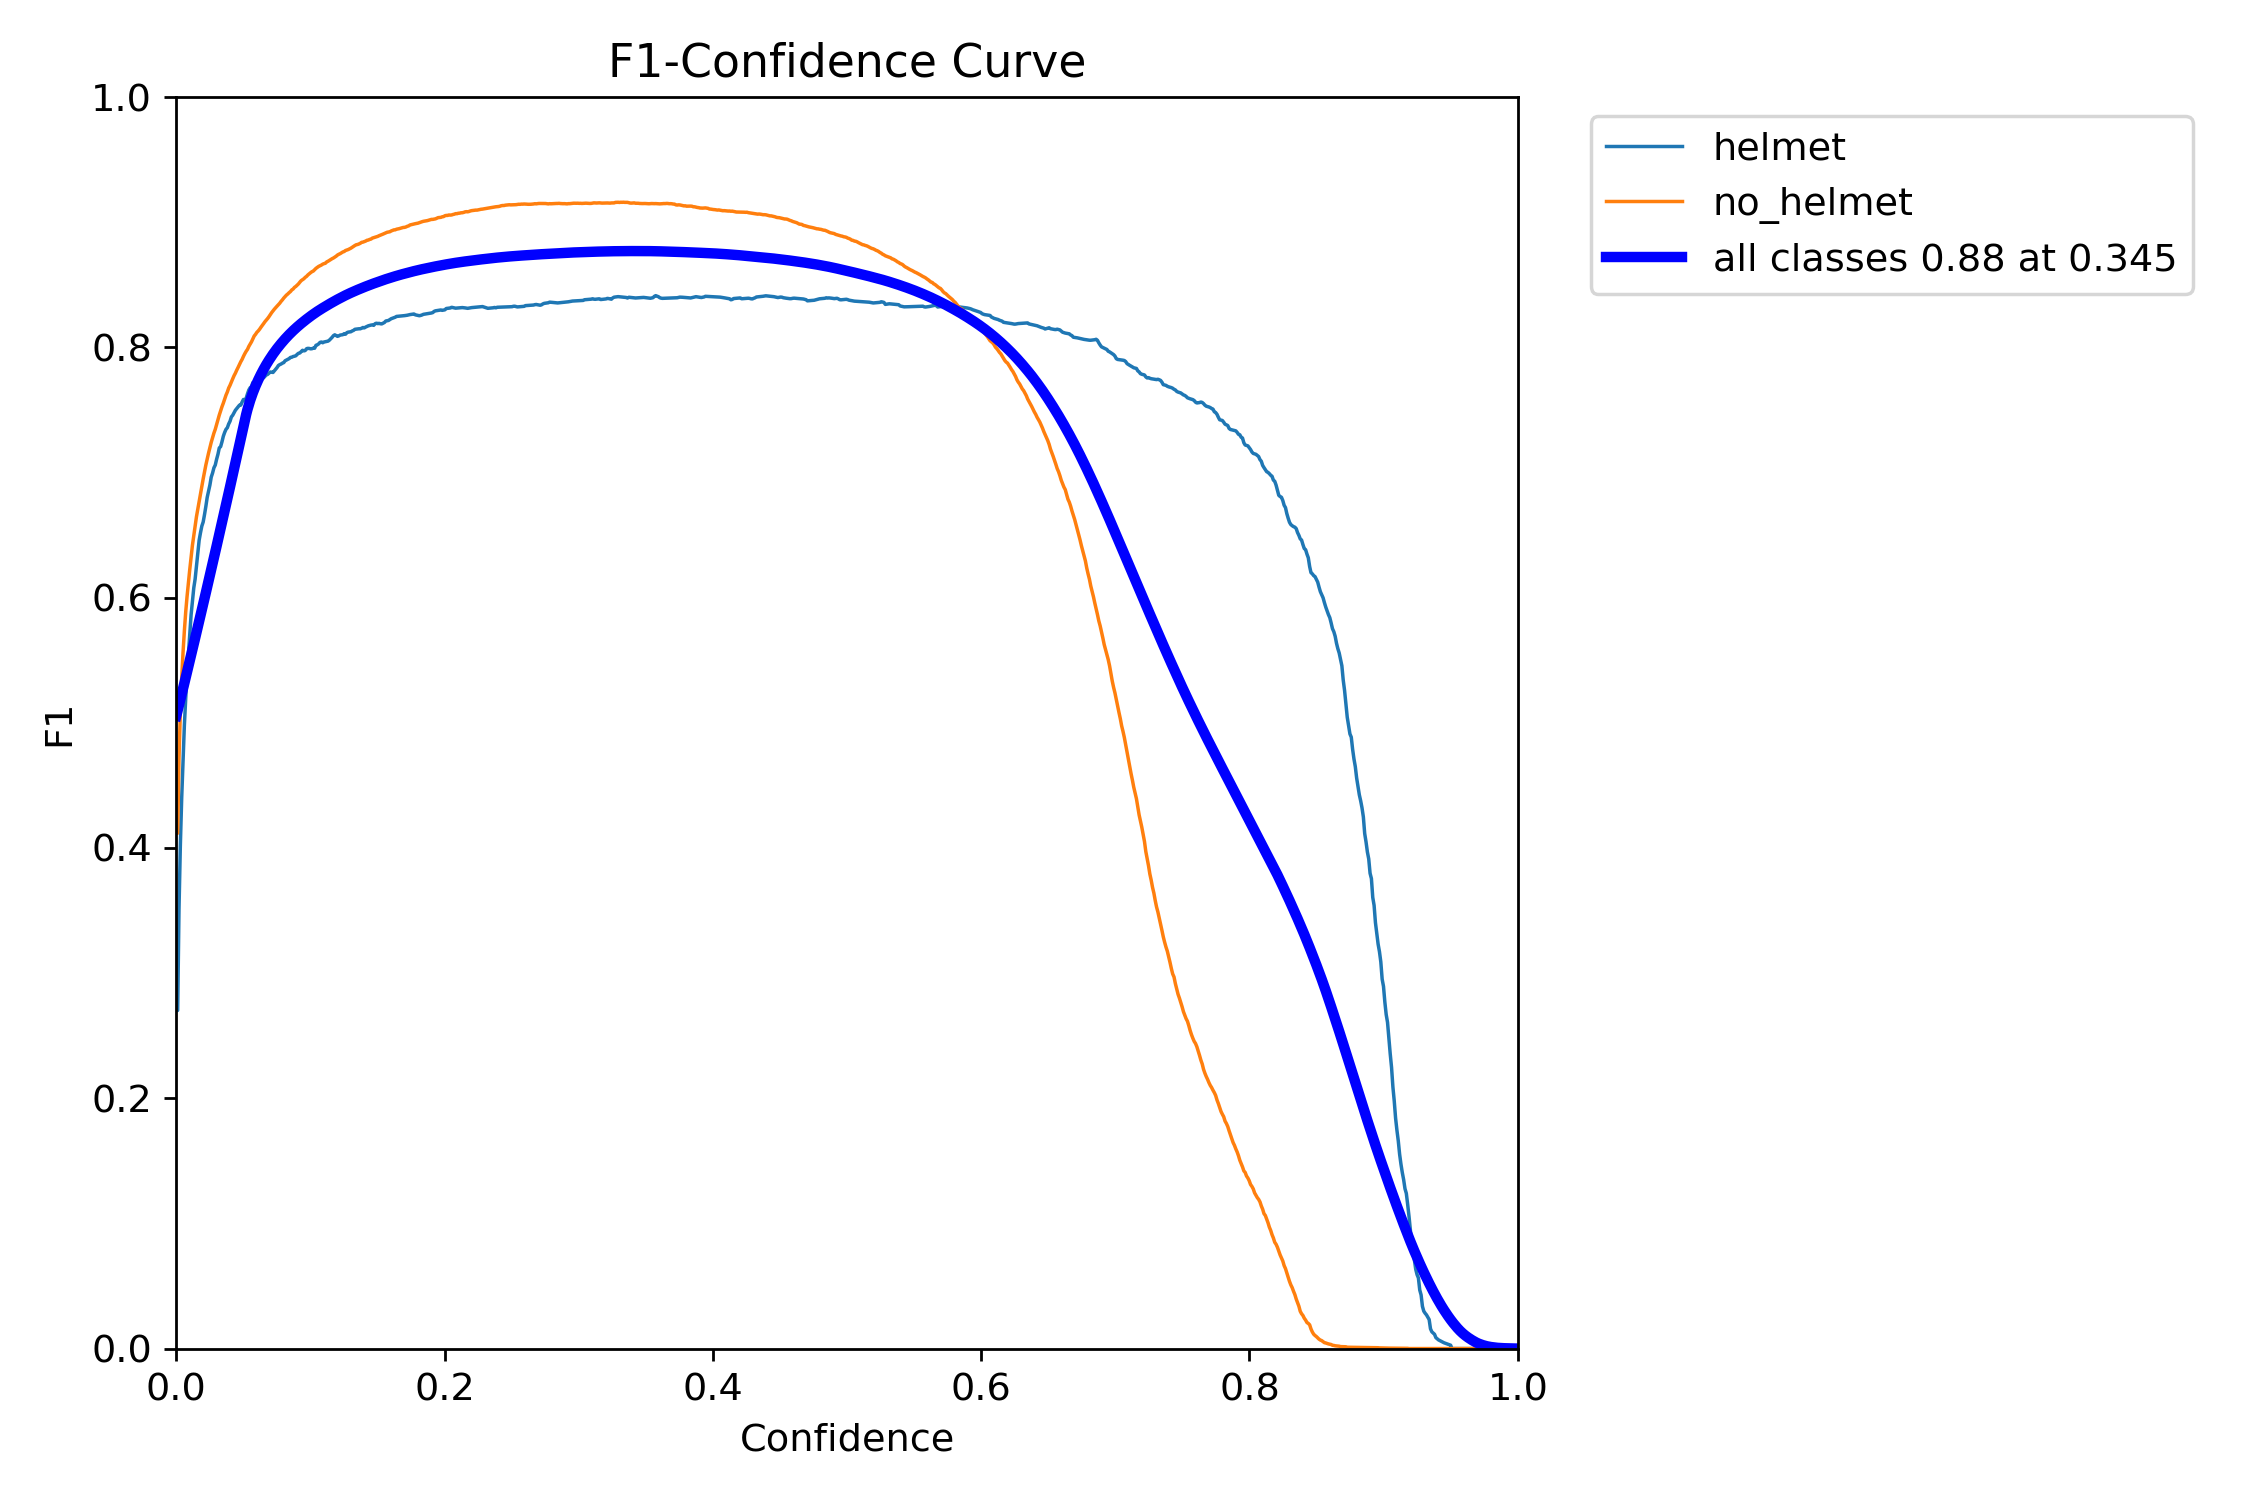 F1-Confidence Curve
1.0
0.8
0.6
0.4
0.2
0.0
F1
0.0 0.2 0.4 0.6 0.8 1.0
Confidence
helmet
no_helmet
all classes 0.88 at 0.345